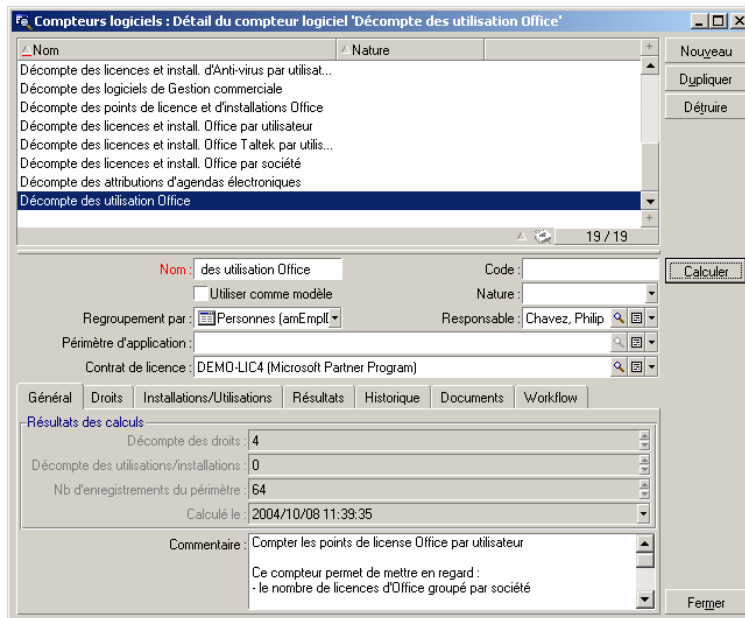 Compteurs logiciels : Détail du compteur logiciel 'Décompte des utilisation Office'
Nom Nature
Décompte des licences et install. d'Anti-virus par utilisat...
Décompte des logiciels de Gestion commerciale
Décompte des points de licence et d'installations Office
Décompte des licences et install. Office par utilisateur
Décompte des licences et install. Office Taltek par utilis...
Décompte des licences et install. Office par société
Décompte des attributions d'agendas électroniques
Décompte des utilisation Office
19 / 19
Nouveau
Dupliquer
Détruire
Nom : des utilisation Office Code :
Calculer
Utiliser comme modèle Nature :
Regroupement par : Personnes (amEmpl Responsable : Chavez, Philip
Périmètre d'application :
Contrat de licence : DEMO-LIC4 (Microsoft Partner Program)
Général Droits Installations/Utilisations Résultats Historique Documents Workflow
Résultats des calculs
Décompte des droits : 4
Décompte des utilisations/installations : 0
Nb d'enregistrements du périmètre : 64
Calculé le : 2004/10/08 11:39:35
Commentaire : Compter les points de license Office par utilisateur
Ce compteur permet de mettre en regard :
- le nombre de licences d'Office groupé par société
Fermer